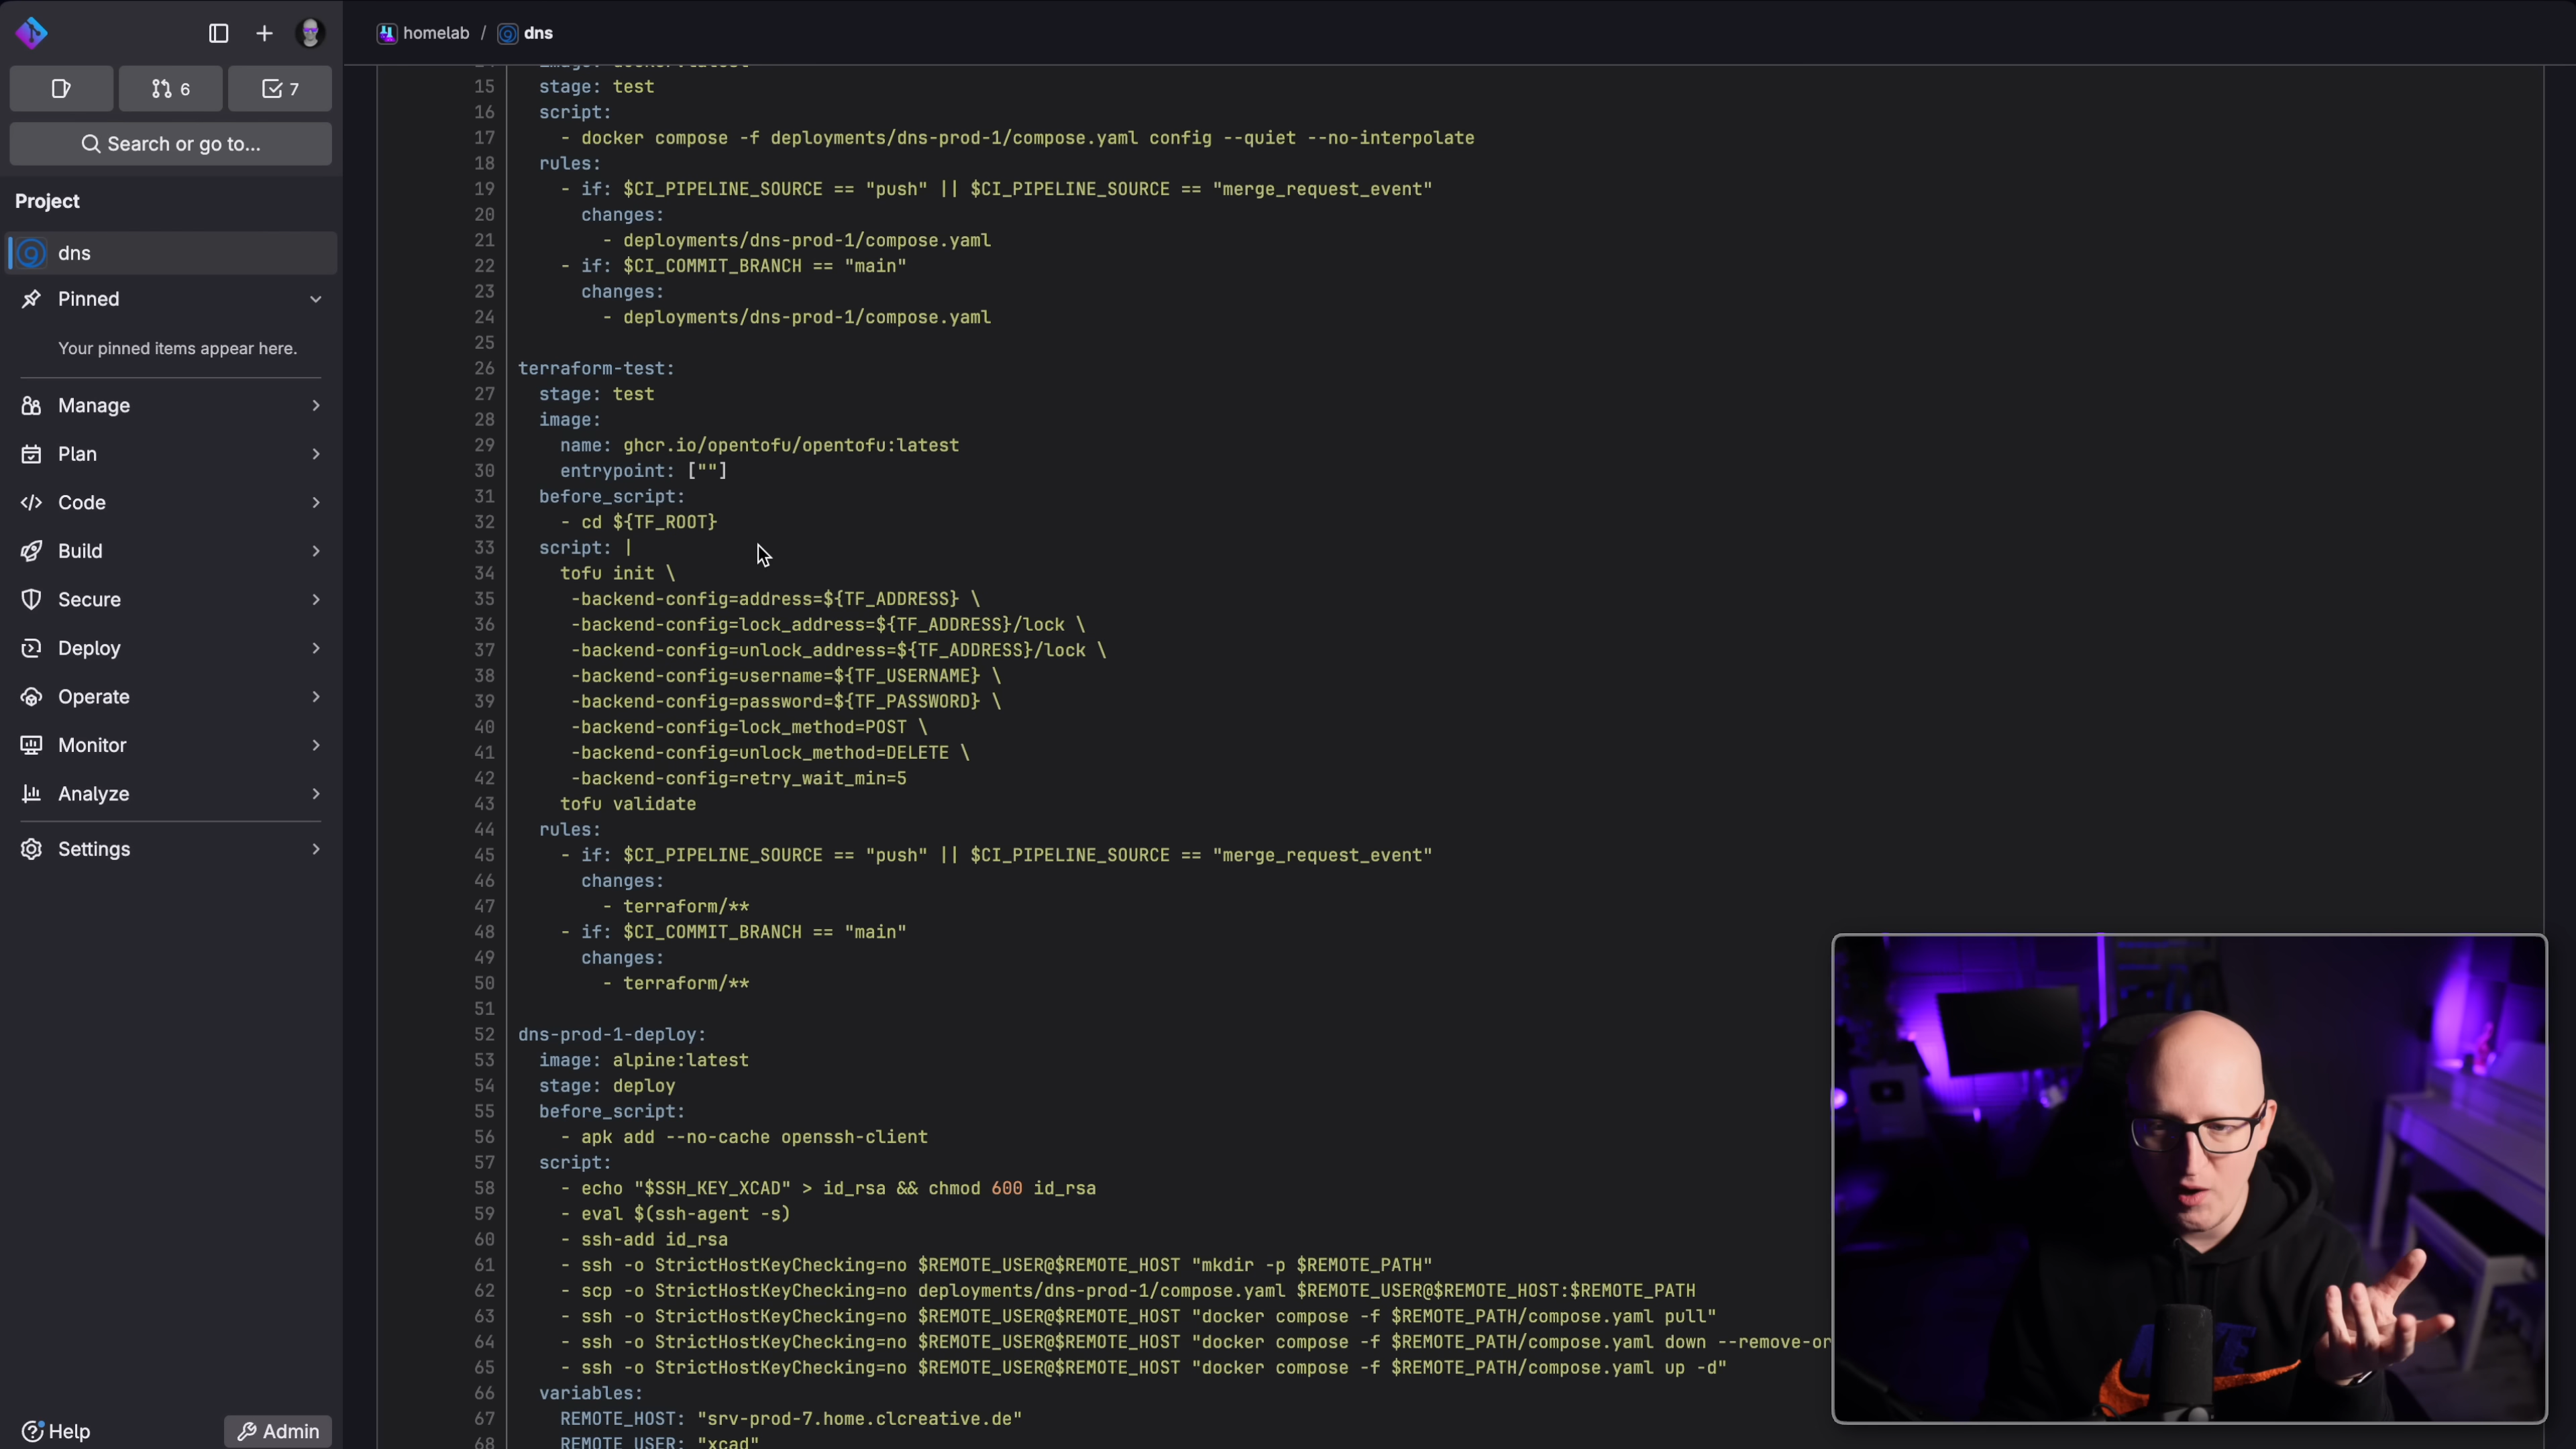 homelab / dns
6
7
Search or go to...
Project
dns
Pinned
Your pinned items appear here.
Manage
Plan
Code
Build
Secure
Deploy
Operate
Monitor
Analyze
Settings
Help
Admin
15 stage: test
16 script:
17 - docker compose -f deployments/dns-prod-1/compose.yaml config --quiet --no-interpolate
18 rules:
19 - if: $CI_PIPELINE_SOURCE == "push" || $CI_PIPELINE_SOURCE == "merge_request_event"
20 changes:
21 - deployments/dns-prod-1/compose.yaml
22 - if: $CI_COMMIT_BRANCH == "main"
23 changes:
24 - deployments/dns-prod-1/compose.yaml
25
26 terraform-test:
27 stage: test
28 image:
29 name: ghcr.io/opentofu/opentofu:latest
30 entrypoint: [""]
31 before_script:
32 - cd ${TF_ROOT}
33 script: |
34 tofu init \
35 -backend-config=address=${TF_ADDRESS} \
36 -backend-config=lock_address=${TF_ADDRESS}/lock \
37 -backend-config=unlock_address=${TF_ADDRESS}/lock \
38 -backend-config=username=${TF_USERNAME} \
39 -backend-config=password=${TF_PASSWORD} \
40 -backend-config=lock_method=POST \
41 -backend-config=unlock_method=DELETE \
42 -backend-config=retry_wait_min=5
43 tofu validate
44 rules:
45 - if: $CI_PIPELINE_SOURCE == "push" || $CI_PIPELINE_SOURCE == "merge_request_event"
46 changes:
47 - terraform/**
48 - if: $CI_COMMIT_BRANCH == "main"
49 changes:
50 - terraform/**
51
52 dns-prod-1-deploy:
53 image: alpine:latest
54 stage: deploy
55 before_script:
56 - apk add --no-cache openssh-client
57 script:
58 - echo "$SSH_KEY_XCAD" > id_rsa && chmod 600 id_rsa
59 - eval $(ssh-agent -s)
60 - ssh-add id_rsa
61 - ssh -o StrictHostKeyChecking=no $REMOTE_USER@$REMOTE_HOST "mkdir -p $REMOTE_PATH"
62 - scp -o StrictHostKeyChecking=no deployments/dns-prod-1/compose.yaml $REMOTE_USER@$REMOTE_HOST:$REMOTE_PATH
63 - ssh -o StrictHostKeyChecking=no $REMOTE_USER@$REMOTE_HOST "docker compose -f $REMOTE_PATH/compose.yaml pull"
64 - ssh -o StrictHostKeyChecking=no $REMOTE_USER@$REMOTE_HOST "docker compose -f $REMOTE_PATH/compose.yaml down --remove-or
65 - ssh -o StrictHostKeyChecking=no $REMOTE_USER@$REMOTE_HOST "docker compose -f $REMOTE_PATH/compose.yaml up -d"
66 variables:
67 REMOTE_HOST: "srv-prod-7.home.clcreative.de"
68 REMOTE_USER: "xcad"